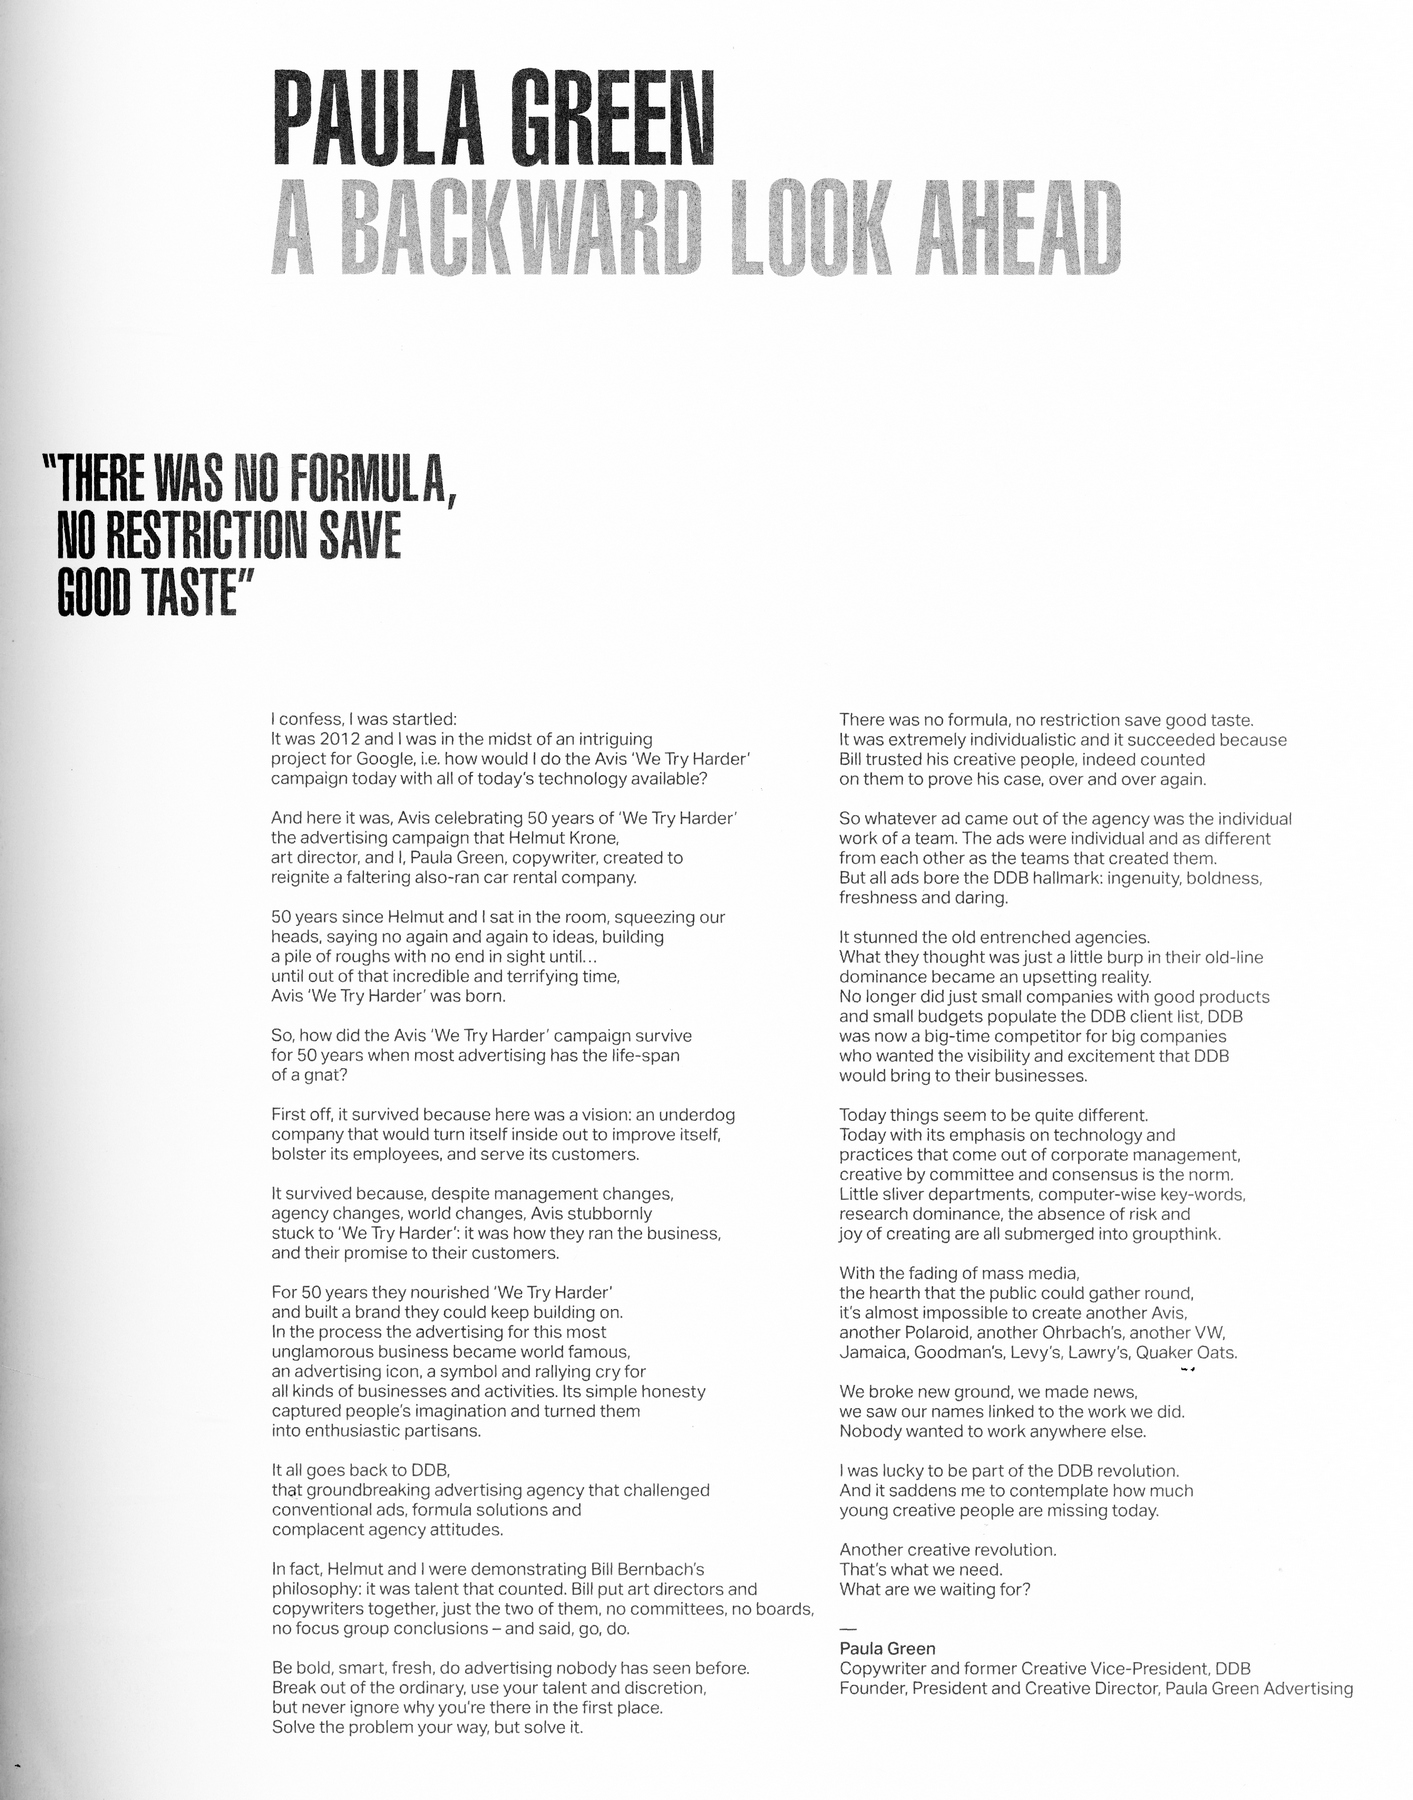 PAULA GREEN
A BACKWARD LOOK AHEAD
"THERE WAS NO FORMULA,
NO RESTRICTION SAVE
GOOD TASTE"
I confess, I was startled:
It was 2012 and I was in the midst of an intriguing
project for Google, i.e. how would I do the Avis 'We Try Harder'
campaign today with all of today's technology available?
And here it was, Avis celebrating 50 years of 'We Try Harder'
the advertising campaign that Helmut Krone,
art director, and I, Paula Green, copywriter, created to
reignite a faltering also-ran car rental company.
50 years since Helmut and I sat in the room, squeezing our
heads, saying no again and again to ideas, building
a pile of roughs with no end in sight until...
until out of that incredible and terrifying time,
Avis 'We Try Harder' was born.
So, how did the Avis 'We Try Harder' campaign survive
for 50 years when most advertising has the life-span
of a gnat?
First off, it survived because here was a vision: an underdog
company that would turn itself inside out to improve itself,
bolster its employees, and serve its customers.
It survived because, despite management changes,
agency changes, world changes, Avis stubbornly
stuck to 'We Try Harder': it was how they ran the business,
and their promise to their customers.
For 50 years they nourished 'We Try Harder'
and built a brand they could keep building on.
In the process the advertising for this most
unglamorous business became world famous,
an advertising icon, a symbol and rallying cry for
all kinds of businesses and activities. Its simple honesty
captured people's imagination and turned them
into enthusiastic partisans.
It all goes back to DDB,
that groundbreaking advertising agency that challenged
conventional ads, formula solutions and
complacent agency attitudes.
In fact, Helmut and I were demonstrating Bill Bernbach's
philosophy: it was talent that counted. Bill put art directors and
copywriters together, just the two of them, no committees, no boards,
no focus group conclusions – and said, go, do.
Be bold, smart, fresh, do advertising nobody has seen before.
Break out of the ordinary, use your talent and discretion,
but never ignore why you're there in the first place.
Solve the problem your way, but solve it.
There was no formula, no restriction save good taste.
It was extremely individualistic and it succeeded because
Bill trusted his creative people, indeed counted
on them to prove his case, over and over again.
So whatever ad came out of the agency was the individual
work of a team. The ads were individual and as different
from each other as the teams that created them.
But all ads bore the DDB hallmark: ingenuity, boldness,
freshness and daring.
It stunned the old entrenched agencies.
What they thought was just a little burp in their old-line
dominance became an upsetting reality.
No longer did just small companies with good products
and small budgets populate the DDB client list, DDB
was now a big-time competitor for big companies
who wanted the visibility and excitement that DDB
would bring to their businesses.
Today things seem to be quite different.
Today with its emphasis on technology and
practices that come out of corporate management,
creative by committee and consensus is the norm.
Little sliver departments, computer-wise key-words,
research dominance, the absence of risk and
joy of creating are all submerged into groupthink.
With the fading of mass media,
the hearth that the public could gather round,
it's almost impossible to create another Avis,
another Polaroid, another Ohrbach's, another VW,
Jamaica, Goodman's, Levy's, Lawry's, Quaker Oats.
We broke new ground, we made news,
we saw our names linked to the work we did.
Nobody wanted to work anywhere else.
I was lucky to be part of the DDB revolution.
And it saddens me to contemplate how much
young creative people are missing today.
Another creative revolution.
That's what we need.
What are we waiting for?
—
Paula Green
Copywriter and former Creative Vice-President, DDB
Founder, President and Creative Director, Paula Green Advertising